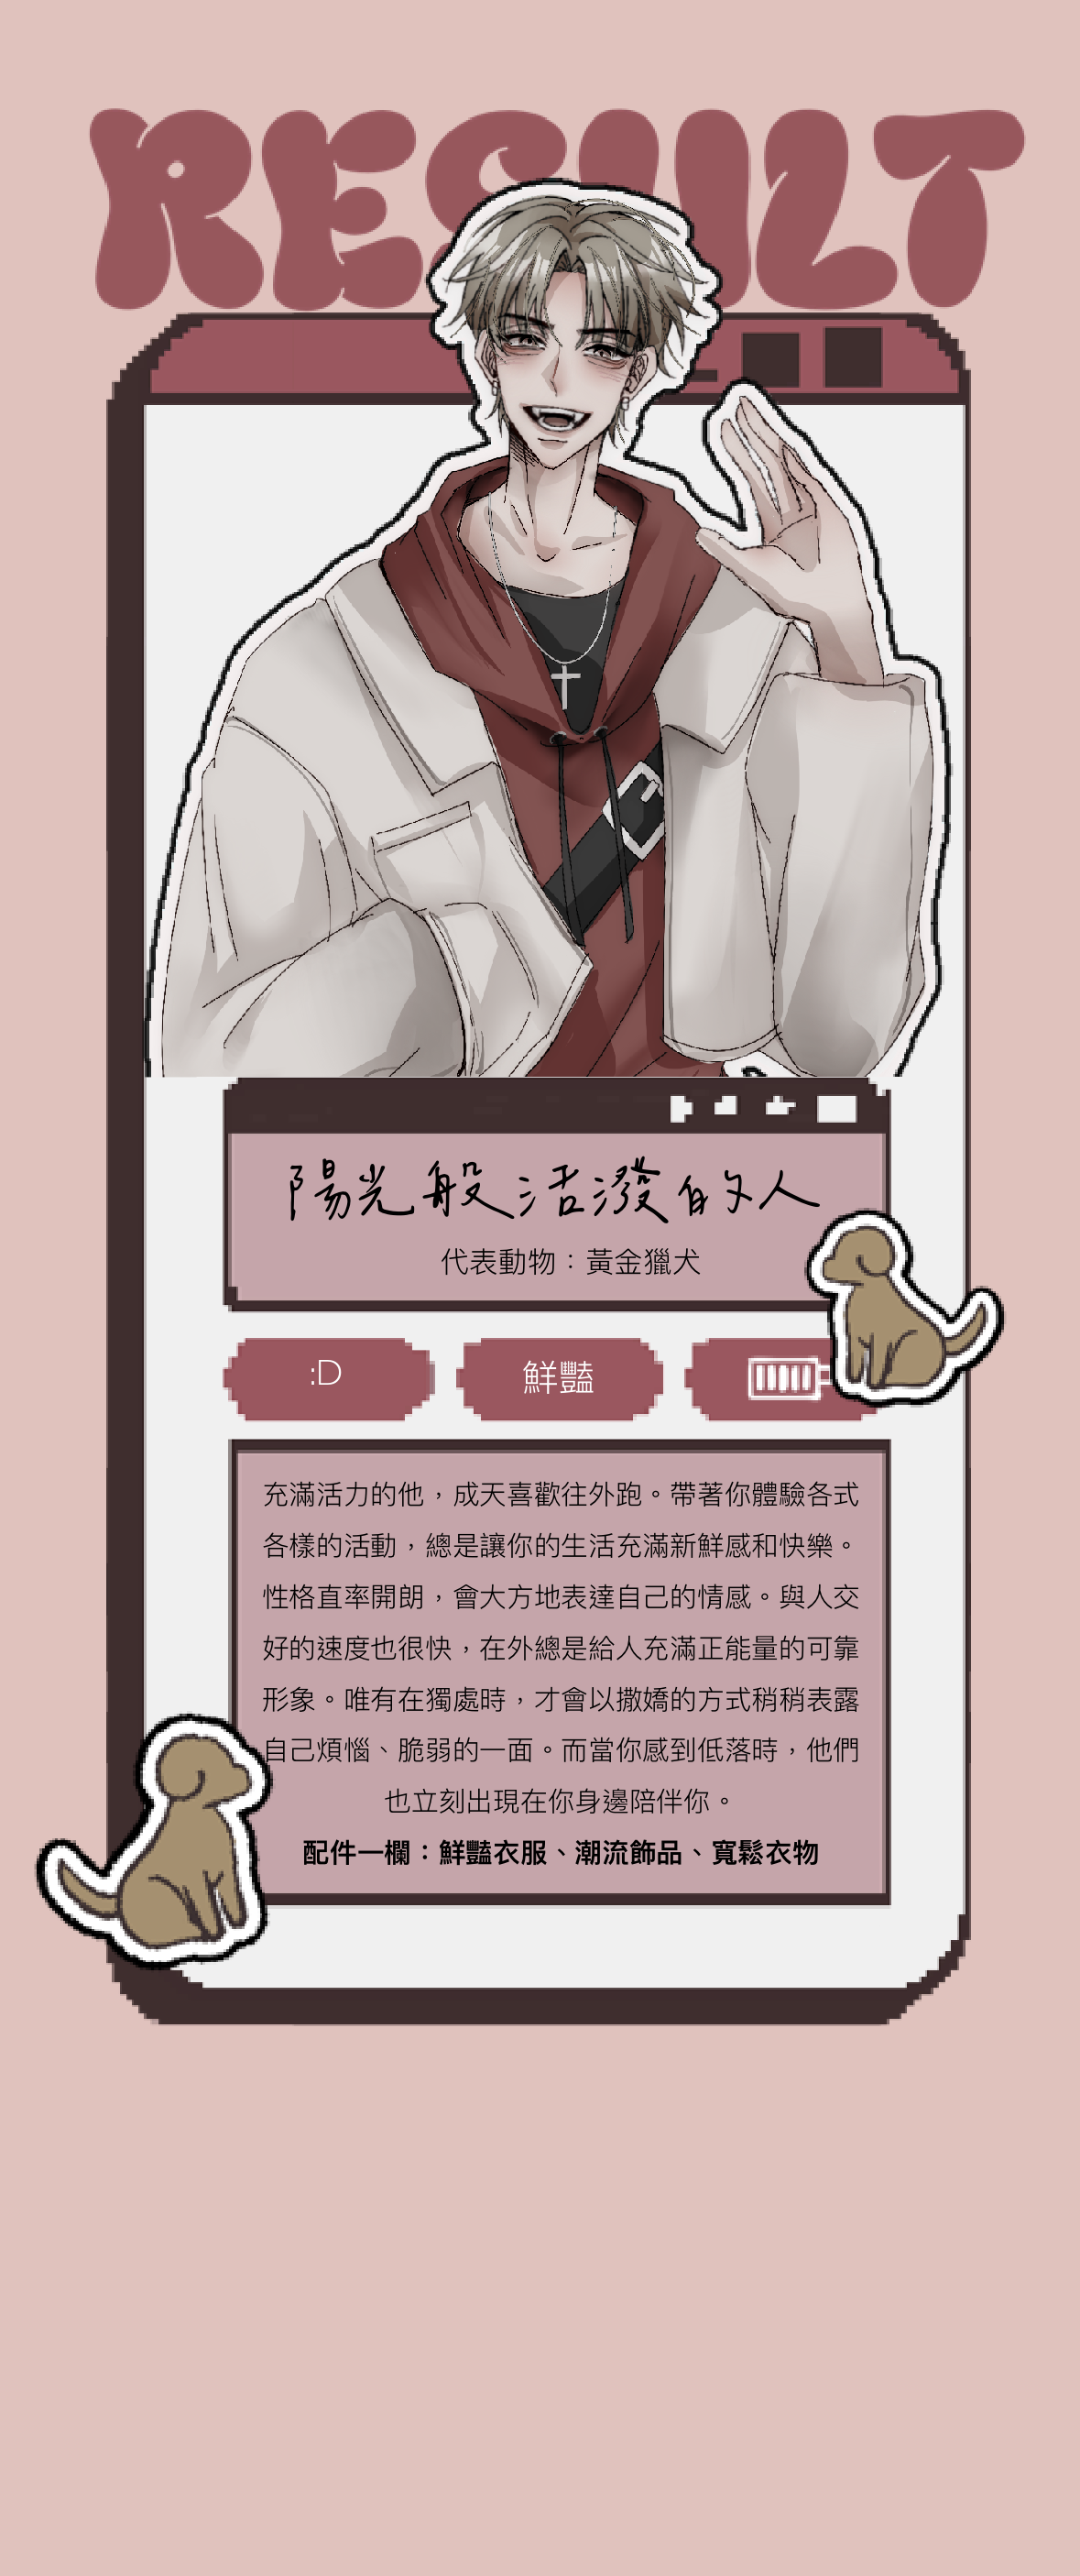 RESULT
陽光般活潑的人
代表動物：黃金獵犬
:D
鮮豔
充滿活力的他，成天喜歡往外跑。帶著你體驗各式
各樣的活動，總是讓你的生活充滿新鮮感和快樂。
性格直率開朗，會大方地表達自己的情感。與人交
好的速度也很快，在外總是給人充滿正能量的可靠
形象。唯有在獨處時，才會以撒嬌的方式稍稍表露
自己煩惱、脆弱的一面。而當你感到低落時，他們
也立刻出現在你身邊陪伴你。
配件一欄：鮮豔衣服、潮流飾品、寬鬆衣物